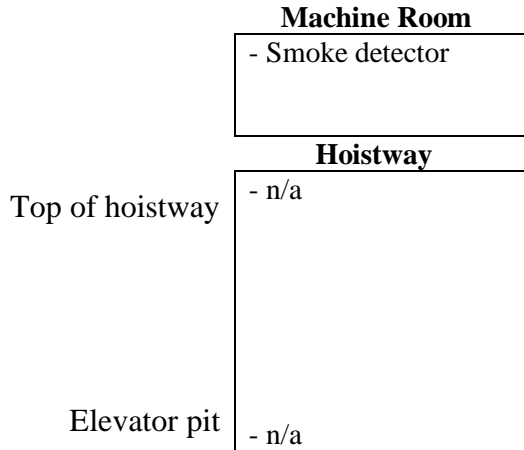 Machine Room
- Smoke detector
Hoistway
Top of hoistway
- n/a
Elevator pit
- n/a